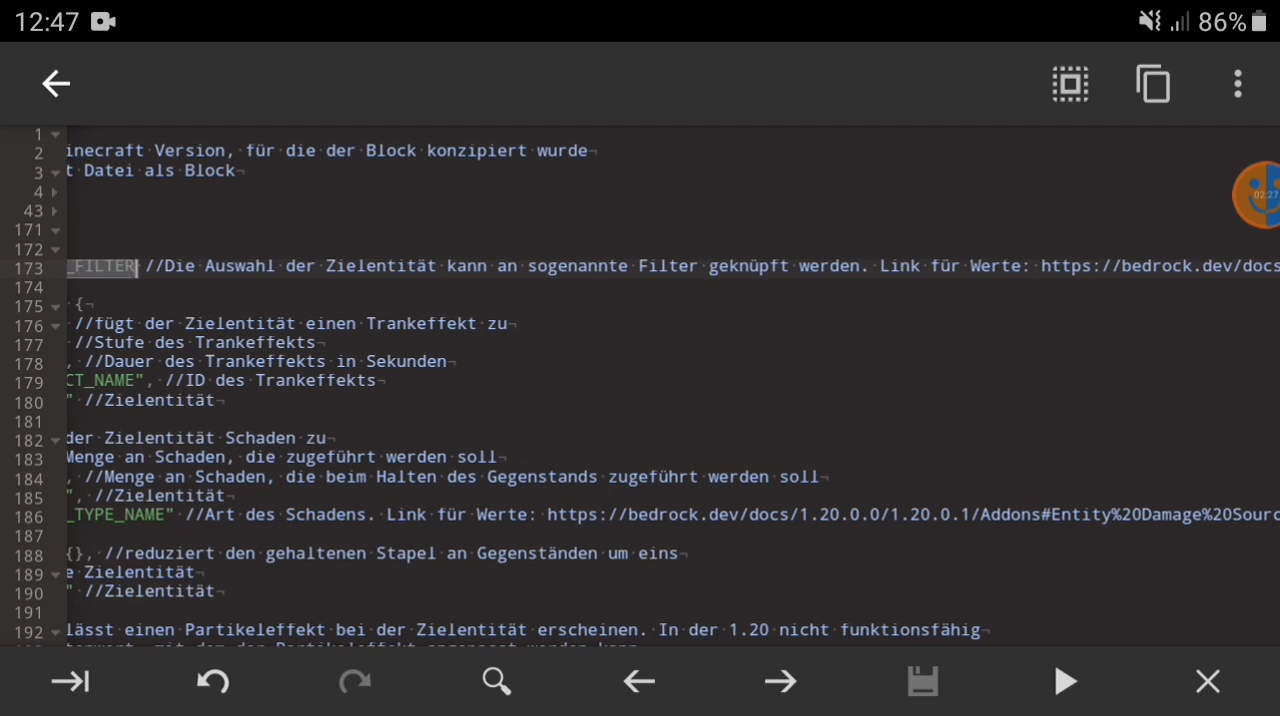 12:47
86%
1
2 inecraft Version, für die der Block konzipiert wurde
3 t Datei als Block
4
43
171
172
173 _FILTER //Die Auswahl der Zielentität kann an sogenannte Filter geknüpft werden. Link für Werte: https://bedrock.dev/docs
174
175 {
176 //fügt der Zielentität einen Trankeffekt zu
177 //Stufe des Trankeffekts
178 , //Dauer des Trankeffekts in Sekunden
179 CT_NAME", //ID des Trankeffekts
180 " //Zielentität
181
182 der Zielentität Schaden zu
183 Menge an Schaden, die zugeführt werden soll
184 , //Menge an Schaden, die beim Halten des Gegenstands zugeführt werden soll
185 ", //Zielentität
186 _TYPE_NAME" //Art des Schadens. Link für Werte: https://bedrock.dev/docs/1.20.0.0/1.20.0.1/Addons#Entity%20Damage%20Sourc
187
188 {}, //reduziert den gehaltenen Stapel an Gegenständen um eins
189 e Zielentität
190 " //Zielentität
191
192 lässt einen Partikeleffekt bei der Zielentität erscheinen. In der 1.20 nicht funktionsfähig
02:27